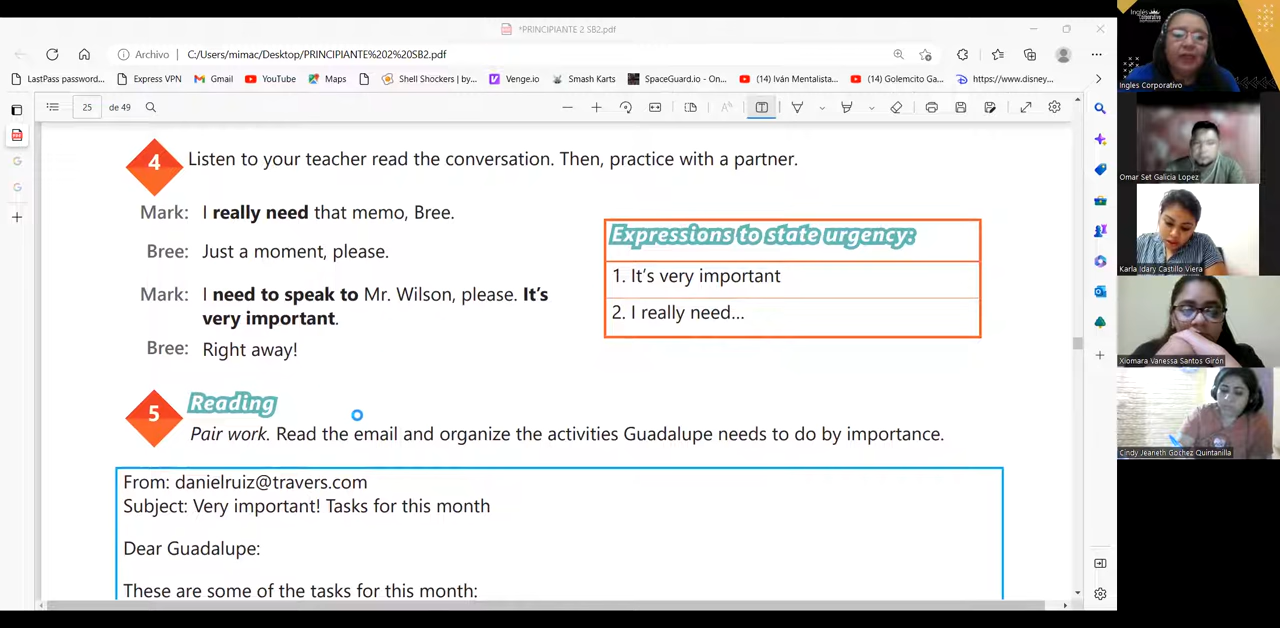 *PRINCIPIANTE 2 SB2.pdf
Archivo
C:/Users/mimac/Desktop/PRINCIPIANTE%202%20SB2.pdf
LastPass password...
Express VPN
Gmail
YouTube
Maps
Shell Shockers | by...
Venge.io
Smash Karts
SpaceGuard.io - On...
(14) Iván Mentalista...
(14) Golemcito Ga...
https://www.disney...
25
de 49
4
Listen to your teacher read the conversation. Then, practice with a partner.
Mark: I really need that memo, Bree.
Bree: Just a moment, please.
Mark: I need to speak to Mr. Wilson, please. It's
very important.
Bree: Right away!
Expressions to state urgency:
1. It's very important
2. I really need...
5
Reading
Pair work. Read the email and organize the activities Guadalupe needs to do by importance.
From: danielruiz@travers.com
Subject: Very important! Tasks for this month
Dear Guadalupe:
These are some of the tasks for this month:
Inglés
Corporativo
Ingles Corporativo
Omar Set Galicia Lopez
Karla Idary Castillo Viera
Xiomara Vanessa Santos Girón
Cindy Jeaneth Gochez Quintanilla